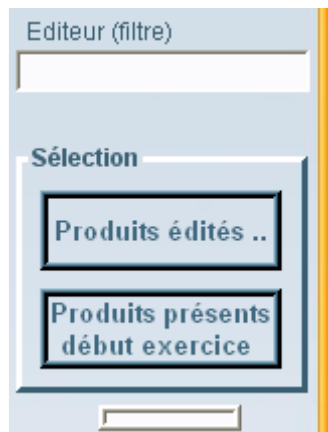 Editeur (filtre)
Sélection
Produits édités ..
Produits présents
début exercice